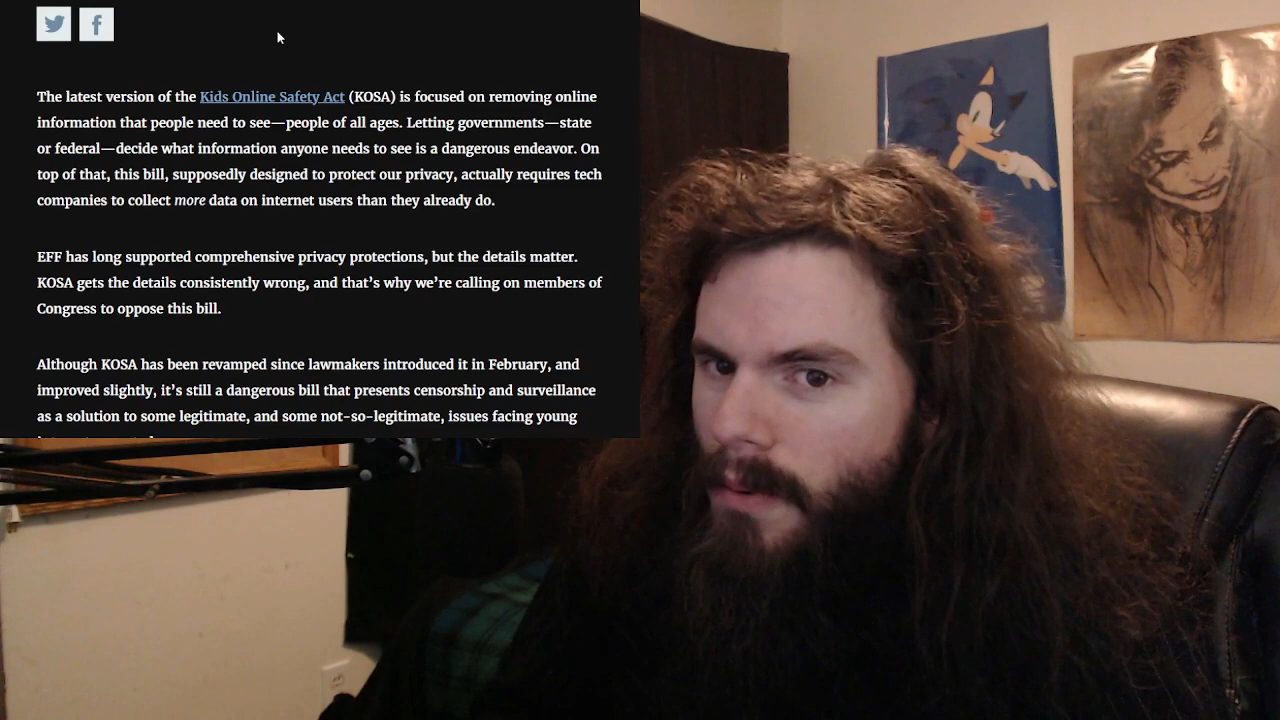 The latest version of the Kids Online Safety Act (KOSA) is focused on removing online
information that people need to see—people of all ages. Letting governments—state
or federal—decide what information anyone needs to see is a dangerous endeavor. On
top of that, this bill, supposedly designed to protect our privacy, actually requires tech
companies to collect more data on internet users than they already do.
EFF has long supported comprehensive privacy protections, but the details matter.
KOSA gets the details consistently wrong, and that’s why we’re calling on members of
Congress to oppose this bill.
Although KOSA has been revamped since lawmakers introduced it in February, and
improved slightly, it’s still a dangerous bill that presents censorship and surveillance
as a solution to some legitimate, and some not-so-legitimate, issues facing young